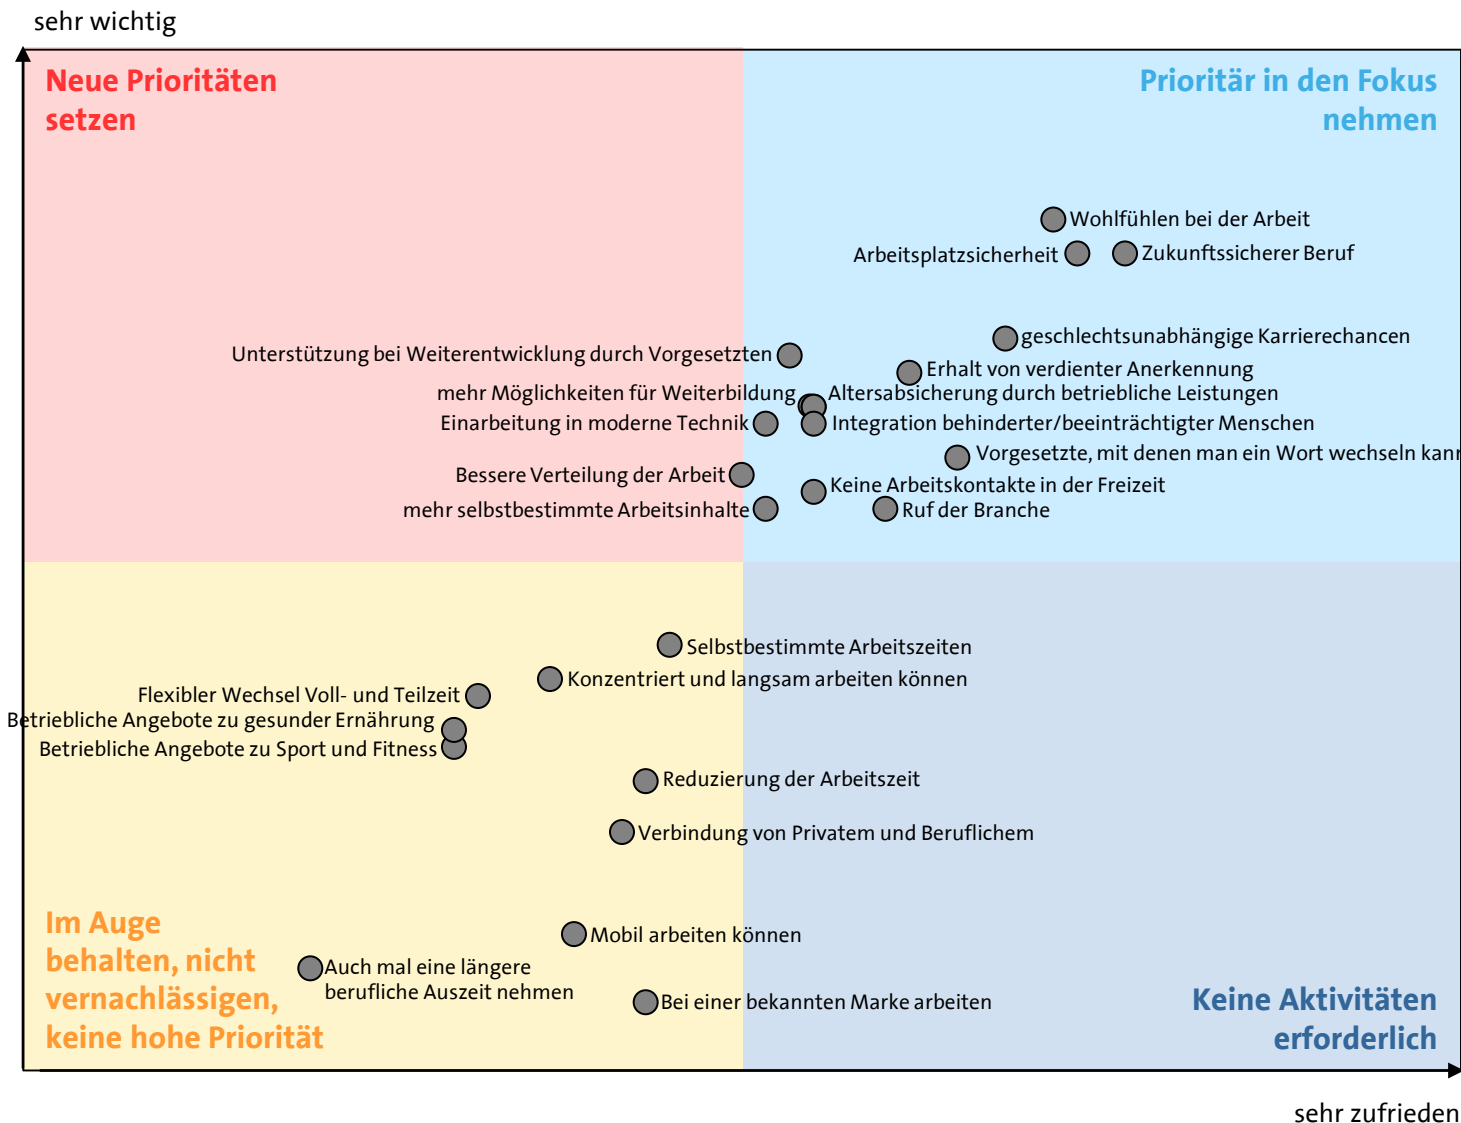 sehr wichtig
Neue Prioritäten
setzen
Prioritär in den Fokus
nehmen
Wohlfühlen bei der Arbeit
Arbeitsplatzsicherheit
Zukunftssicherer Beruf
geschlechtsunabhängige Karrierechancen
Unterstützung bei Weiterentwicklung durch Vorgesetzten
Erhalt von verdienter Anerkennung
mehr Möglichkeiten für Weiterbildung
Altersabsicherung durch betriebliche Leistungen
Einarbeitung in moderne Technik
Integration behinderter/beeinträchtigter Menschen
Vorgesetzte, mit denen man ein Wort wechseln kann
Bessere Verteilung der Arbeit
Keine Arbeitskontakte in der Freizeit
mehr selbstbestimmte Arbeitsinhalte
Ruf der Branche
Selbstbestimmte Arbeitszeiten
Konzentriert und langsam arbeiten können
Flexibler Wechsel Voll- und Teilzeit
Betriebliche Angebote zu gesunder Ernährung
Betriebliche Angebote zu Sport und Fitness
Reduzierung der Arbeitszeit
Verbindung von Privatem und Beruflichem
Mobil arbeiten können
Auch mal eine längere
berufliche Auszeit nehmen
Bei einer bekannten Marke arbeiten
Im Auge
behalten, nicht
vernachlässigen,
keine hohe Priorität
Keine Aktivitäten
erforderlich
sehr zufrieden